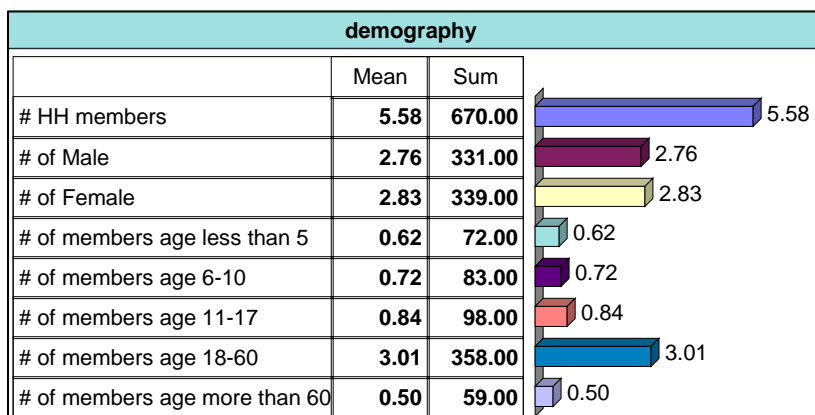 demography
Mean Sum
# HH members 5.58 670.00 5.58
# of Male 2.76 331.00 2.76
# of Female 2.83 339.00 2.83
# of members age less than 5 0.62 72.00 0.62
# of members age 6-10 0.72 83.00 0.72
# of members age 11-17 0.84 98.00 0.84
# of members age 18-60 3.01 358.00 3.01
# of members age more than 60 0.50 59.00 0.50